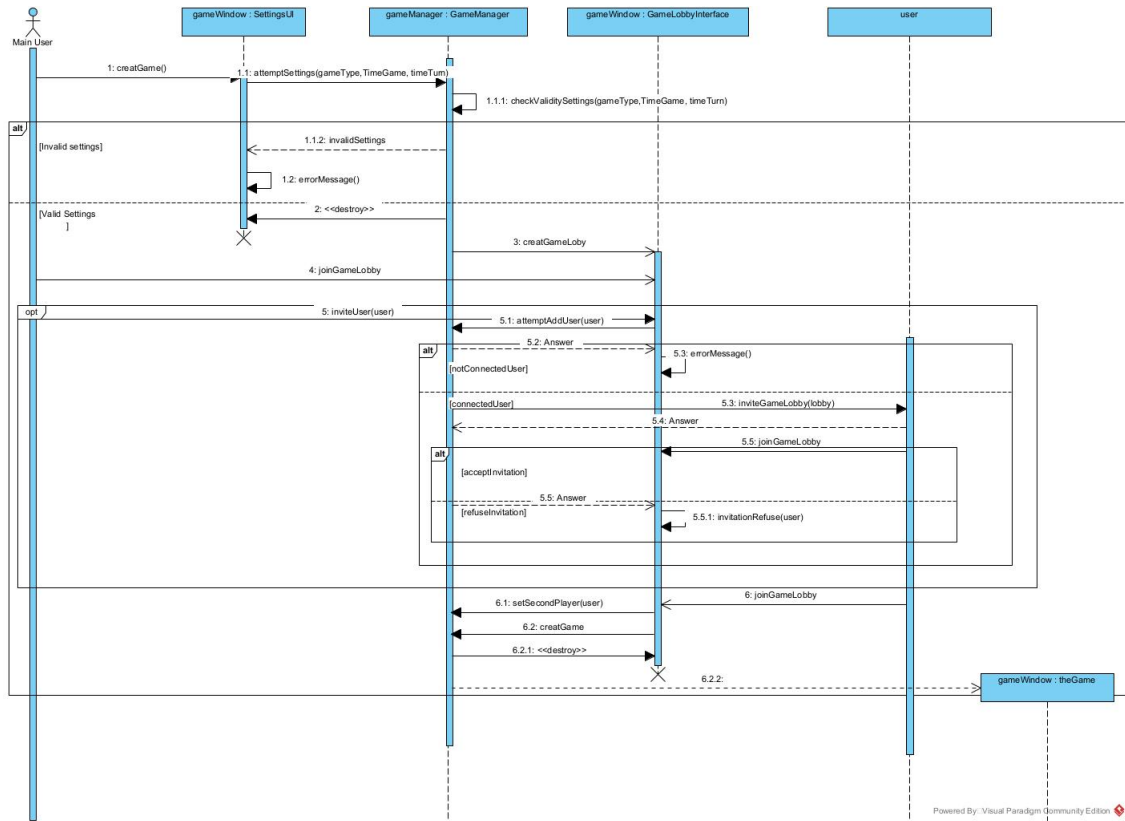 gameWindow : SettingsUI
gameManager : GameManager
gameWindow : GameLobbyInterface
user
Main User
1: creatGame()
1.1: attemptSettings(gameType,TimeGame, timeTurn)
1.1.1: checkValiditySettings(gameType,TimeGame, timeTurn)
alt
1.1.2: invalidSettings
[Invalid settings]
1.2: errorMessage()
2: <<destroy>>
[Valid Settings
]
3: creatGameLoby
4: joinGameLobby
opt
5: inviteUser(user)
5.1: attemptAddUser(user)
5.2: Answer
alt
5.3: errorMessage()
[notConnectedUser]
[connectedUser]
5.3: inviteGameLobby(lobby)
5.4: Answer
5.5: joinGameLobby
alt
[acceptInvitation]
5.5: Answer
[refuseInvitation]
5.5.1: invitationRefuse(user)
6: joinGameLobby
6.1: setSecondPlayer(user)
6.2: creatGame
6.2.1: <<destroy>>
6.2.2:
gameWindow : theGame
Powered By: Visual Paradigm Community Edition